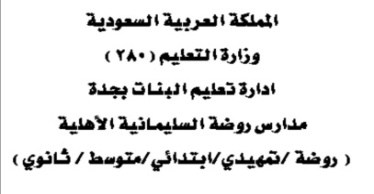 المملكة العربية السعودية
وزارة التعليم ( ٢٨٠ )
ادارة تعليم البنات بجدة
مدارس روضة السليمانية الأهلية
( روضة /تمهيدي/ابتدائي/متوسط / ثانوي )